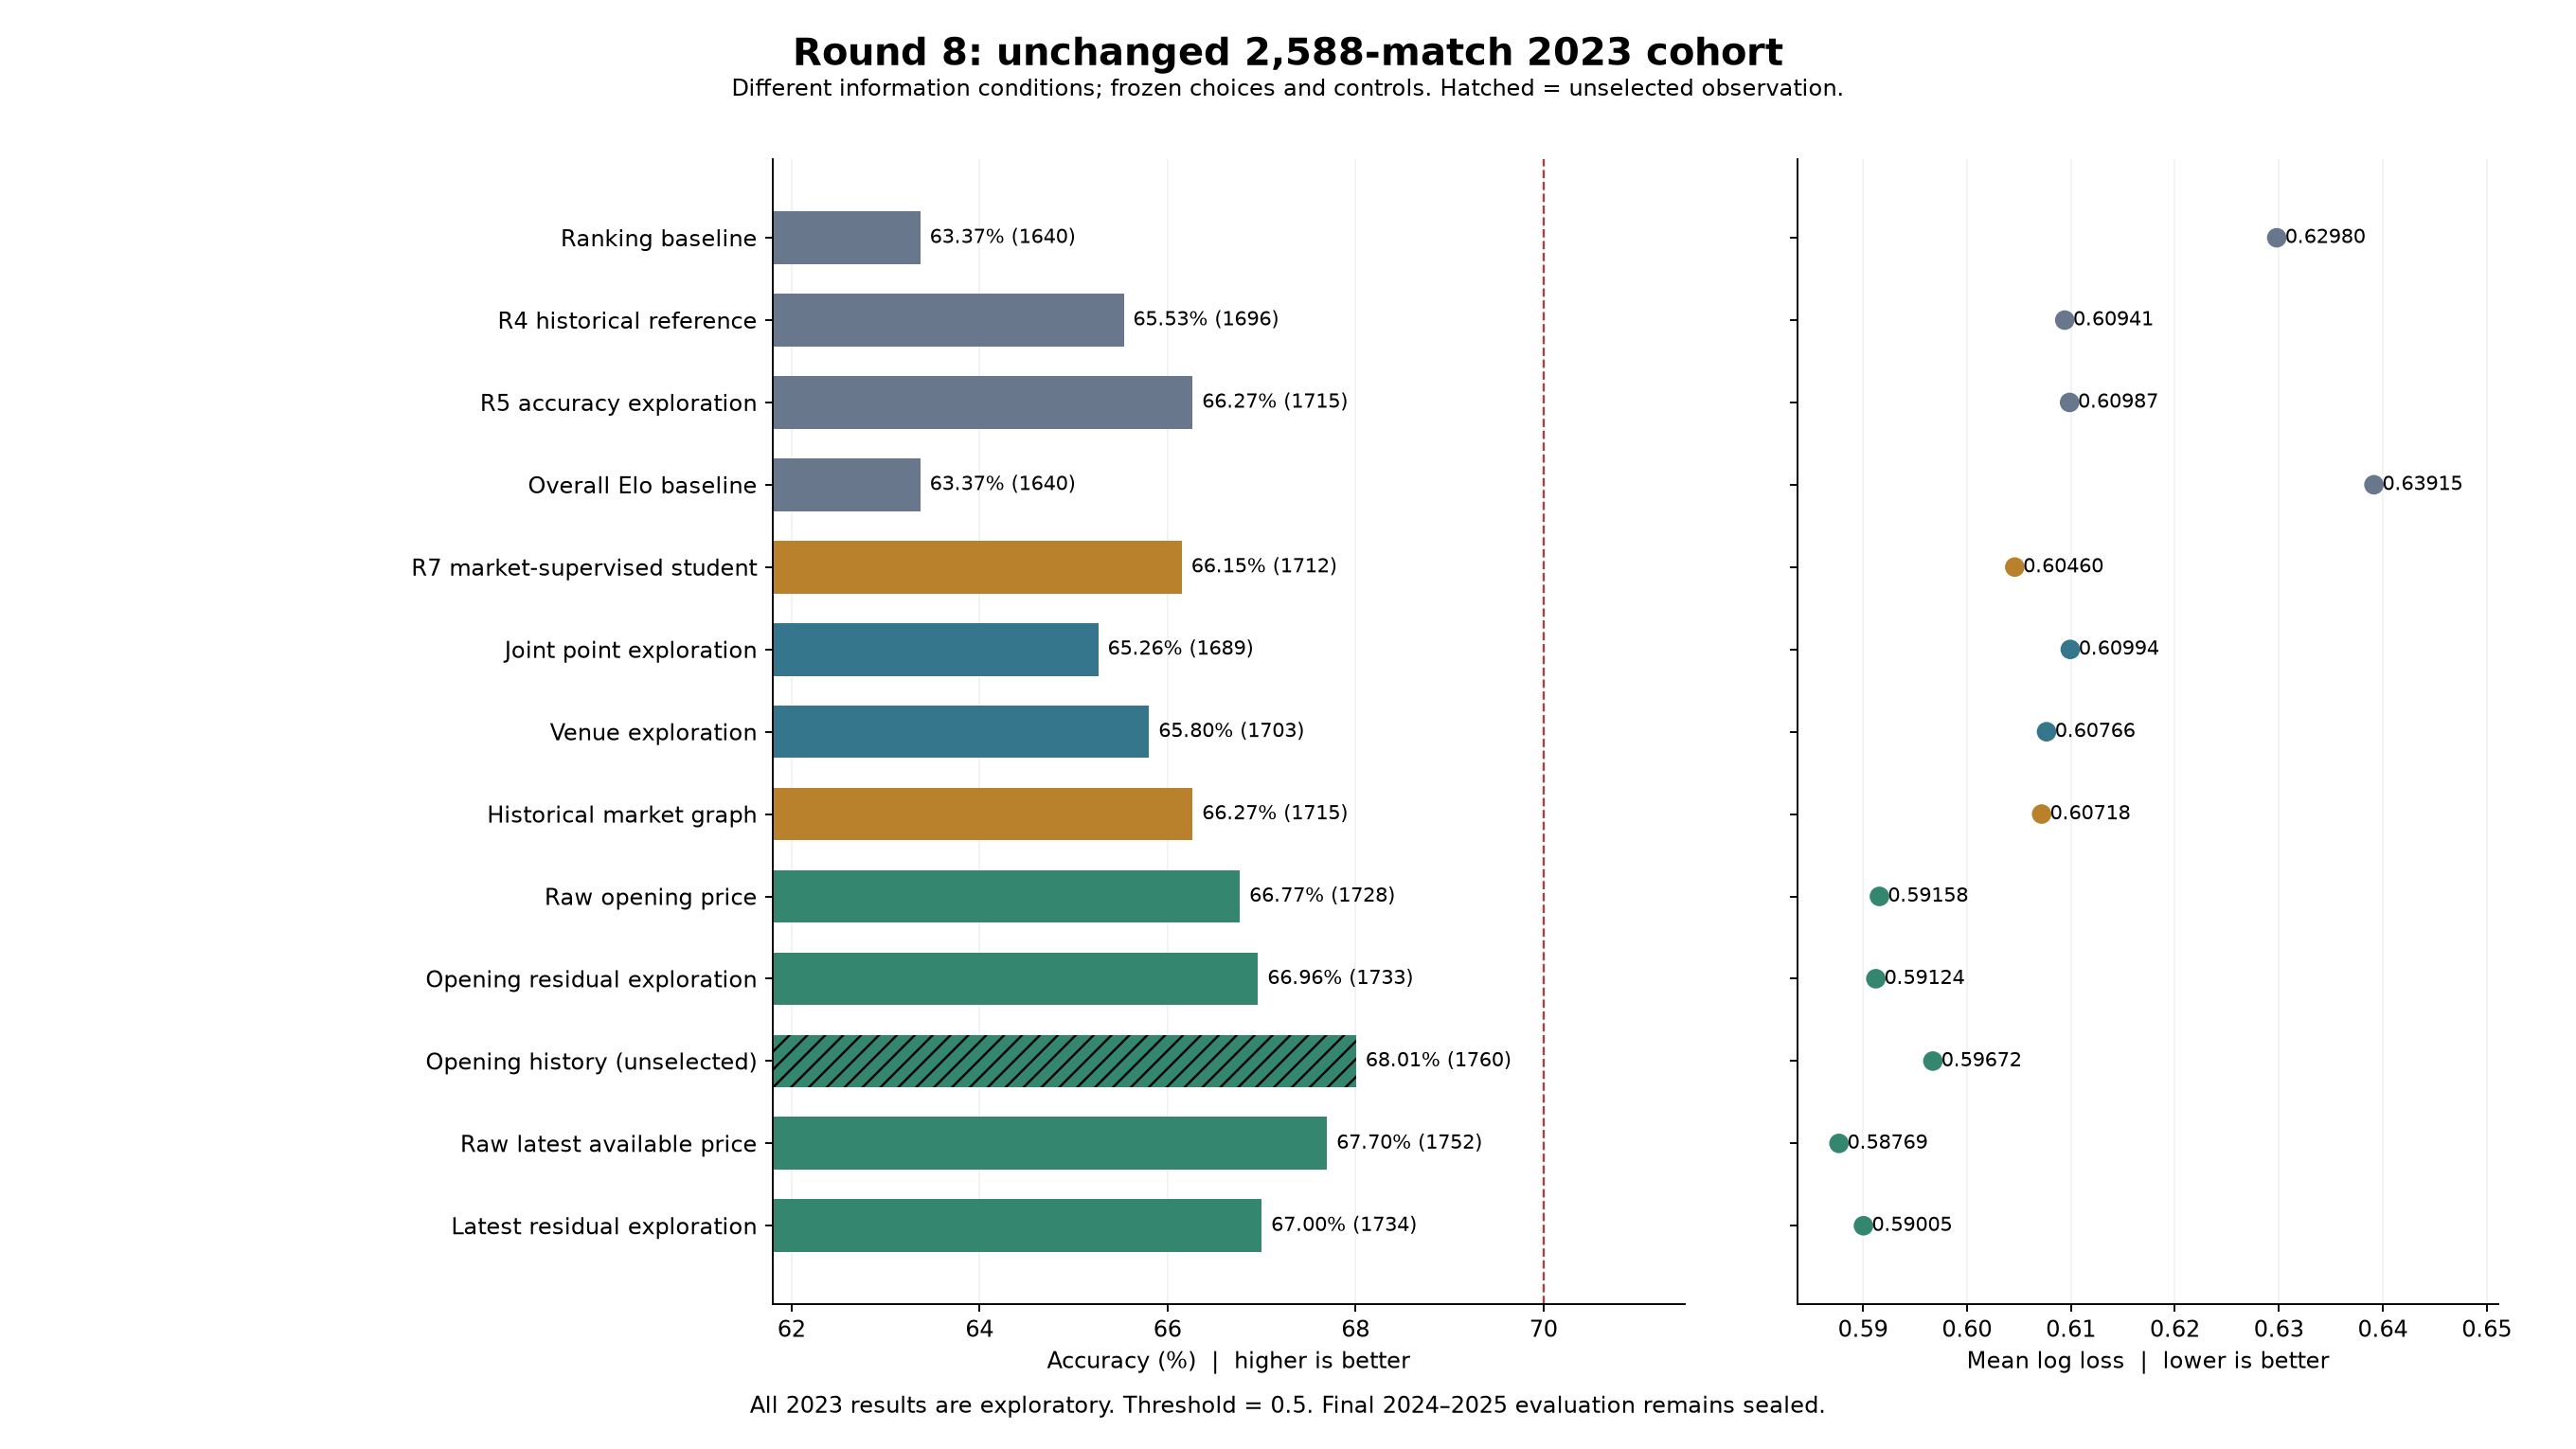 Round 8: unchanged 2,588-match 2023 cohort
Different information conditions; frozen choices and controls. Hatched = unselected observation.
Ranking baseline 63.37% (1640) 0.62980
R4 historical reference 65.53% (1696) 0.60941
R5 accuracy exploration 66.27% (1715) 0.60987
Overall Elo baseline 63.37% (1640) 0.63915
R7 market-supervised student 66.15% (1712) 0.60460
Joint point exploration 65.26% (1689) 0.60994
Venue exploration 65.80% (1703) 0.60766
Historical market graph 66.27% (1715) 0.60718
Raw opening price 66.77% (1728) 0.59158
Opening residual exploration 66.96% (1733) 0.59124
Opening history (unselected) 68.01% (1760) 0.59672
Raw latest available price 67.70% (1752) 0.58769
Latest residual exploration 67.00% (1734) 0.59005
62 64 66 68 70 0.59 0.60 0.61 0.62 0.63 0.64 0.65
Accuracy (%) | higher is better Mean log loss | lower is better
All 2023 results are exploratory. Threshold = 0.5. Final 2024–2025 evaluation remains sealed.